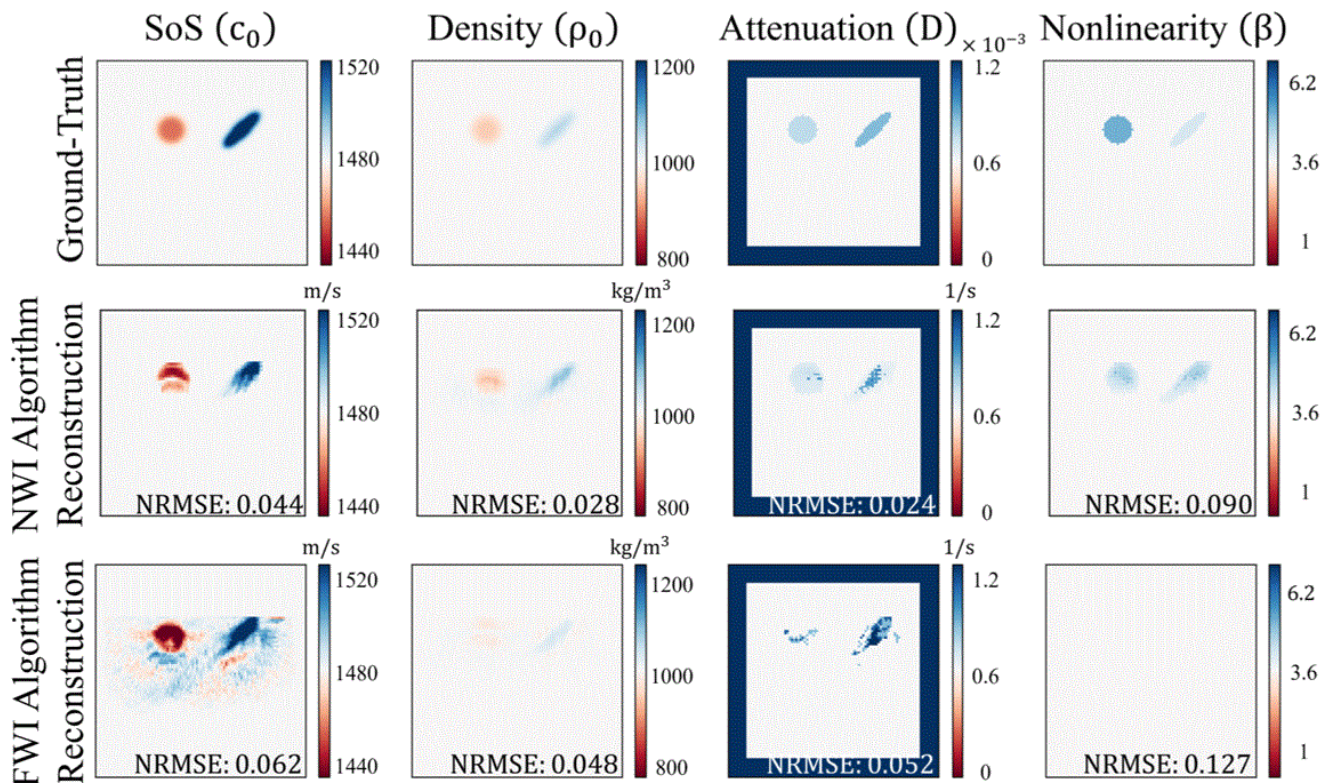 SoS (c₀)
Density (ρ₀)
Attenuation (D)
Nonlinearity (β)
× 10⁻³
Ground-Truth
1520
1480
1440
1200
1000
800
1.2
0.6
0
6.2
3.6
1
NWI Algorithm
Reconstruction
m/s
1520
1480
1440
NRMSE: 0.044
kg/m³
1200
1000
800
NRMSE: 0.028
1/s
1.2
0.6
0
NRMSE: 0.024
6.2
3.6
1
NRMSE: 0.090
FWI Algorithm
Reconstruction
m/s
1520
1480
1440
NRMSE: 0.062
kg/m³
1200
1000
800
NRMSE: 0.048
1/s
1.2
0.6
0
NRMSE: 0.052
6.2
3.6
1
NRMSE: 0.127